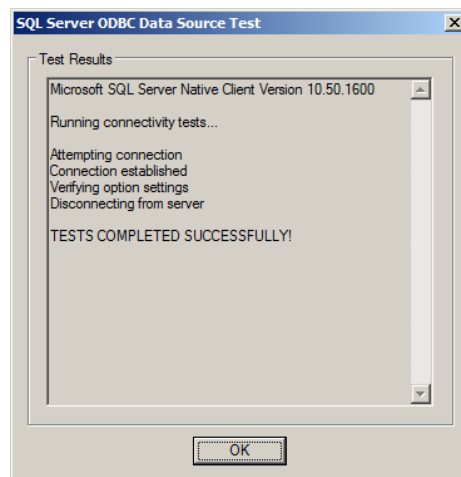 SQL Server ODBC Data Source Test
Test Results
Microsoft SQL Server Native Client Version 10.50.1600
Running connectivity tests...
Attempting connection
Connection established
Verifying option settings
Disconnecting from server
TESTS COMPLETED SUCCESSFULLY!
OK